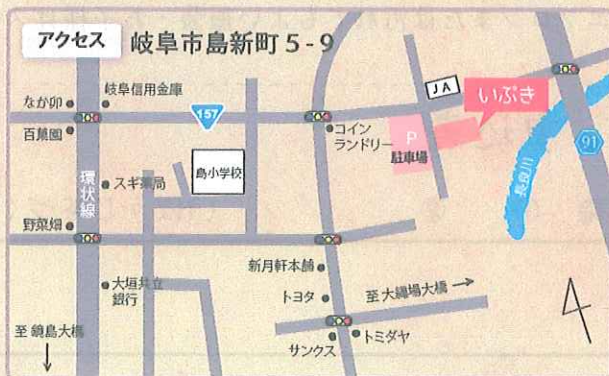 アクセス 岐阜市島新町5-9
なか卯
岐阜信用金庫
157
百薫園
環状線
スギ薬局
島小学校
コイン
ランドリー
P
駐車場
JA
いぶき
長良川
91
野菜畑
大垣共立
銀行
新月軒本舗
トヨタ
至 大縄場大橋
サンクス
トミダヤ
至 鏡島大橋